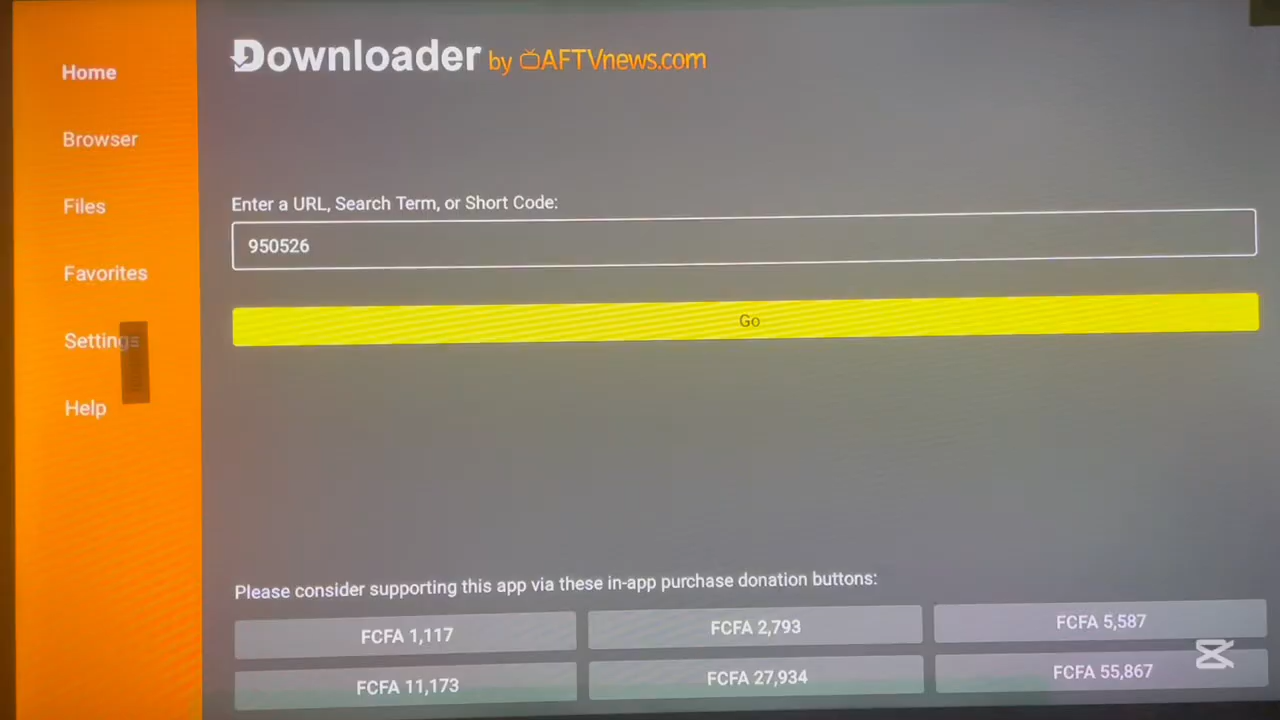 Home
Browser
Files
Favorites
Settings
Help
Downloader by AFTVnews.com
Enter a URL, Search Term, or Short Code:
950526
Go
Please consider supporting this app via these in-app purchase donation buttons:
FCFA 1,117
FCFA 2,793
FCFA 5,587
FCFA 11,173
FCFA 27,934
FCFA 55,867